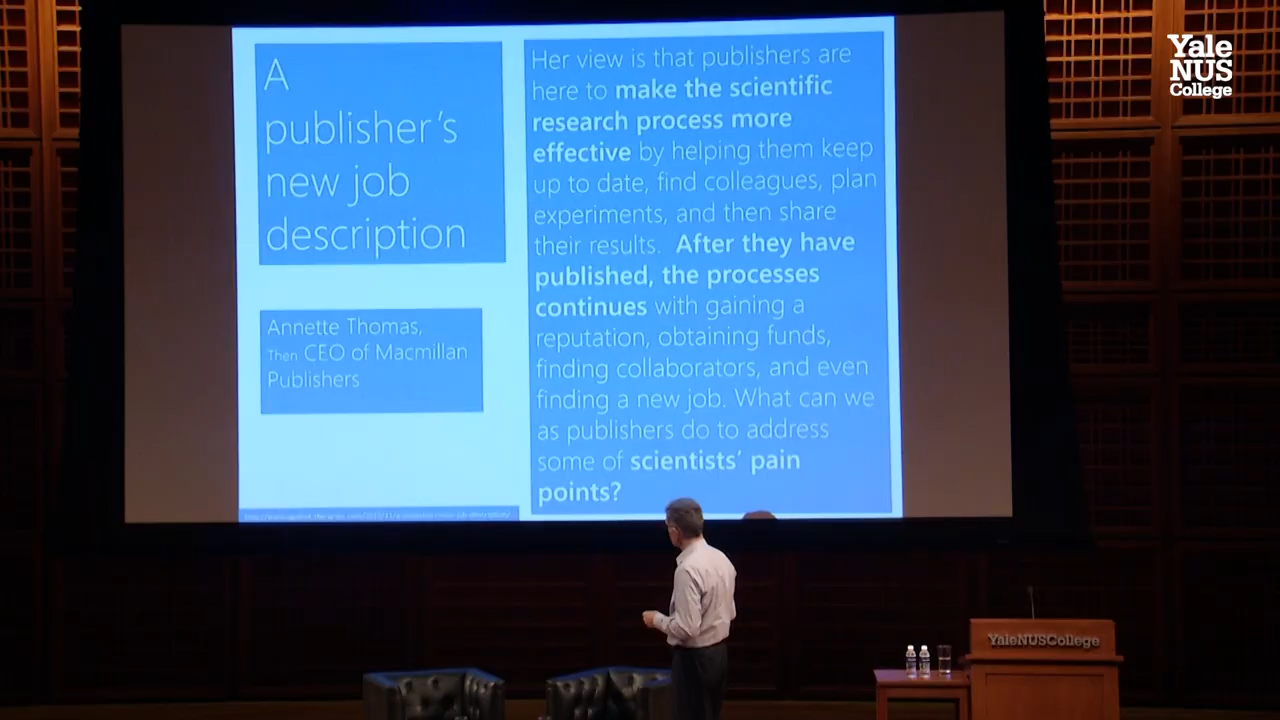 A
publisher's
new job
description
Annette Thomas,
Then CEO of Macmillan
Publishers
Her view is that publishers are
here to make the scientific
research process more
effective by helping them keep
up to date, find colleagues, plan
experiments, and then share
their results. After they have
published, the processes
continues with gaining a
reputation, obtaining funds,
finding collaborators, and even
finding a new job. What can we
as publishers do to address
some of scientists' pain
points?
Yale
NUS
College
YaleNUSCollege